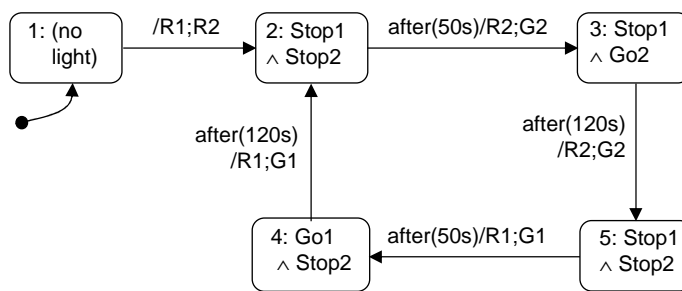 1: (no
light)
/R1;R2
2: Stop1
∧ Stop2
after(50s)/R2;G2
3: Stop1
∧ Go2
after(120s)
/R1;G1
after(120s)
/R2;G2
4: Go1
∧ Stop2
after(50s)/R1;G1
5: Stop1
∧ Stop2